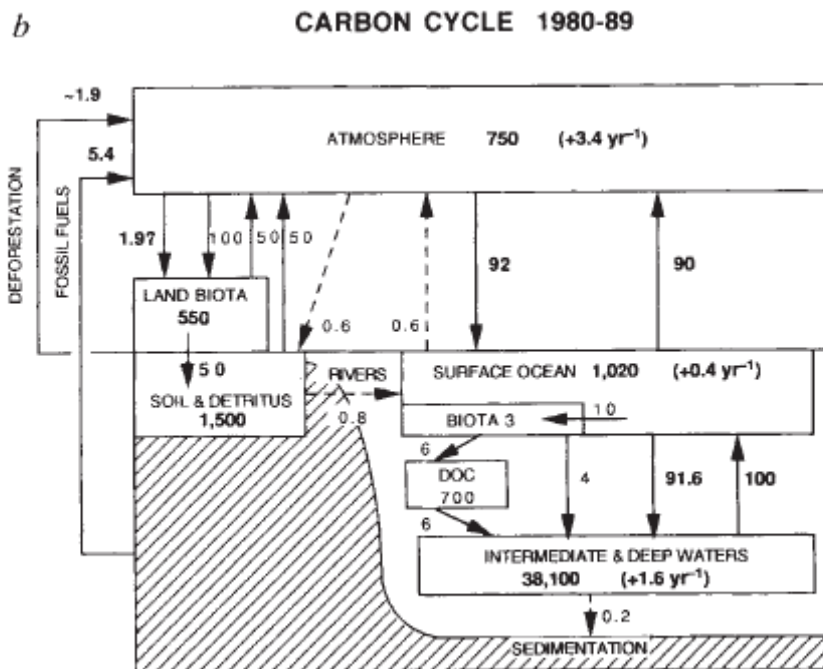 b
CARBON CYCLE 1980-89
~1.9
ATMOSPHERE 750 (+3.4 yr⁻¹)
5.4
DEFORESTATION
FOSSIL FUELS
1.9?
100
50
50
92
90
LAND BIOTA
550
0.6
0.6
50
SOIL & DETRITUS
1,500
RIVERS
0.8
SURFACE OCEAN 1,020 (+0.4 yr⁻¹)
BIOTA 3
10
6
DOC
700
4
91.6
100
6
INTERMEDIATE & DEEP WATERS
38,100 (+1.6 yr⁻¹)
0.2
SEDIMENTATION